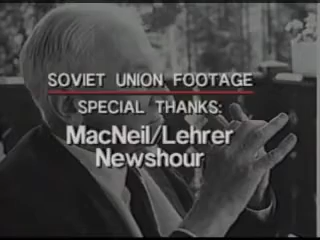 SOVIET UNION FOOTAGE
SPECIAL THANKS:
MacNeil/Lehrer
Newshour